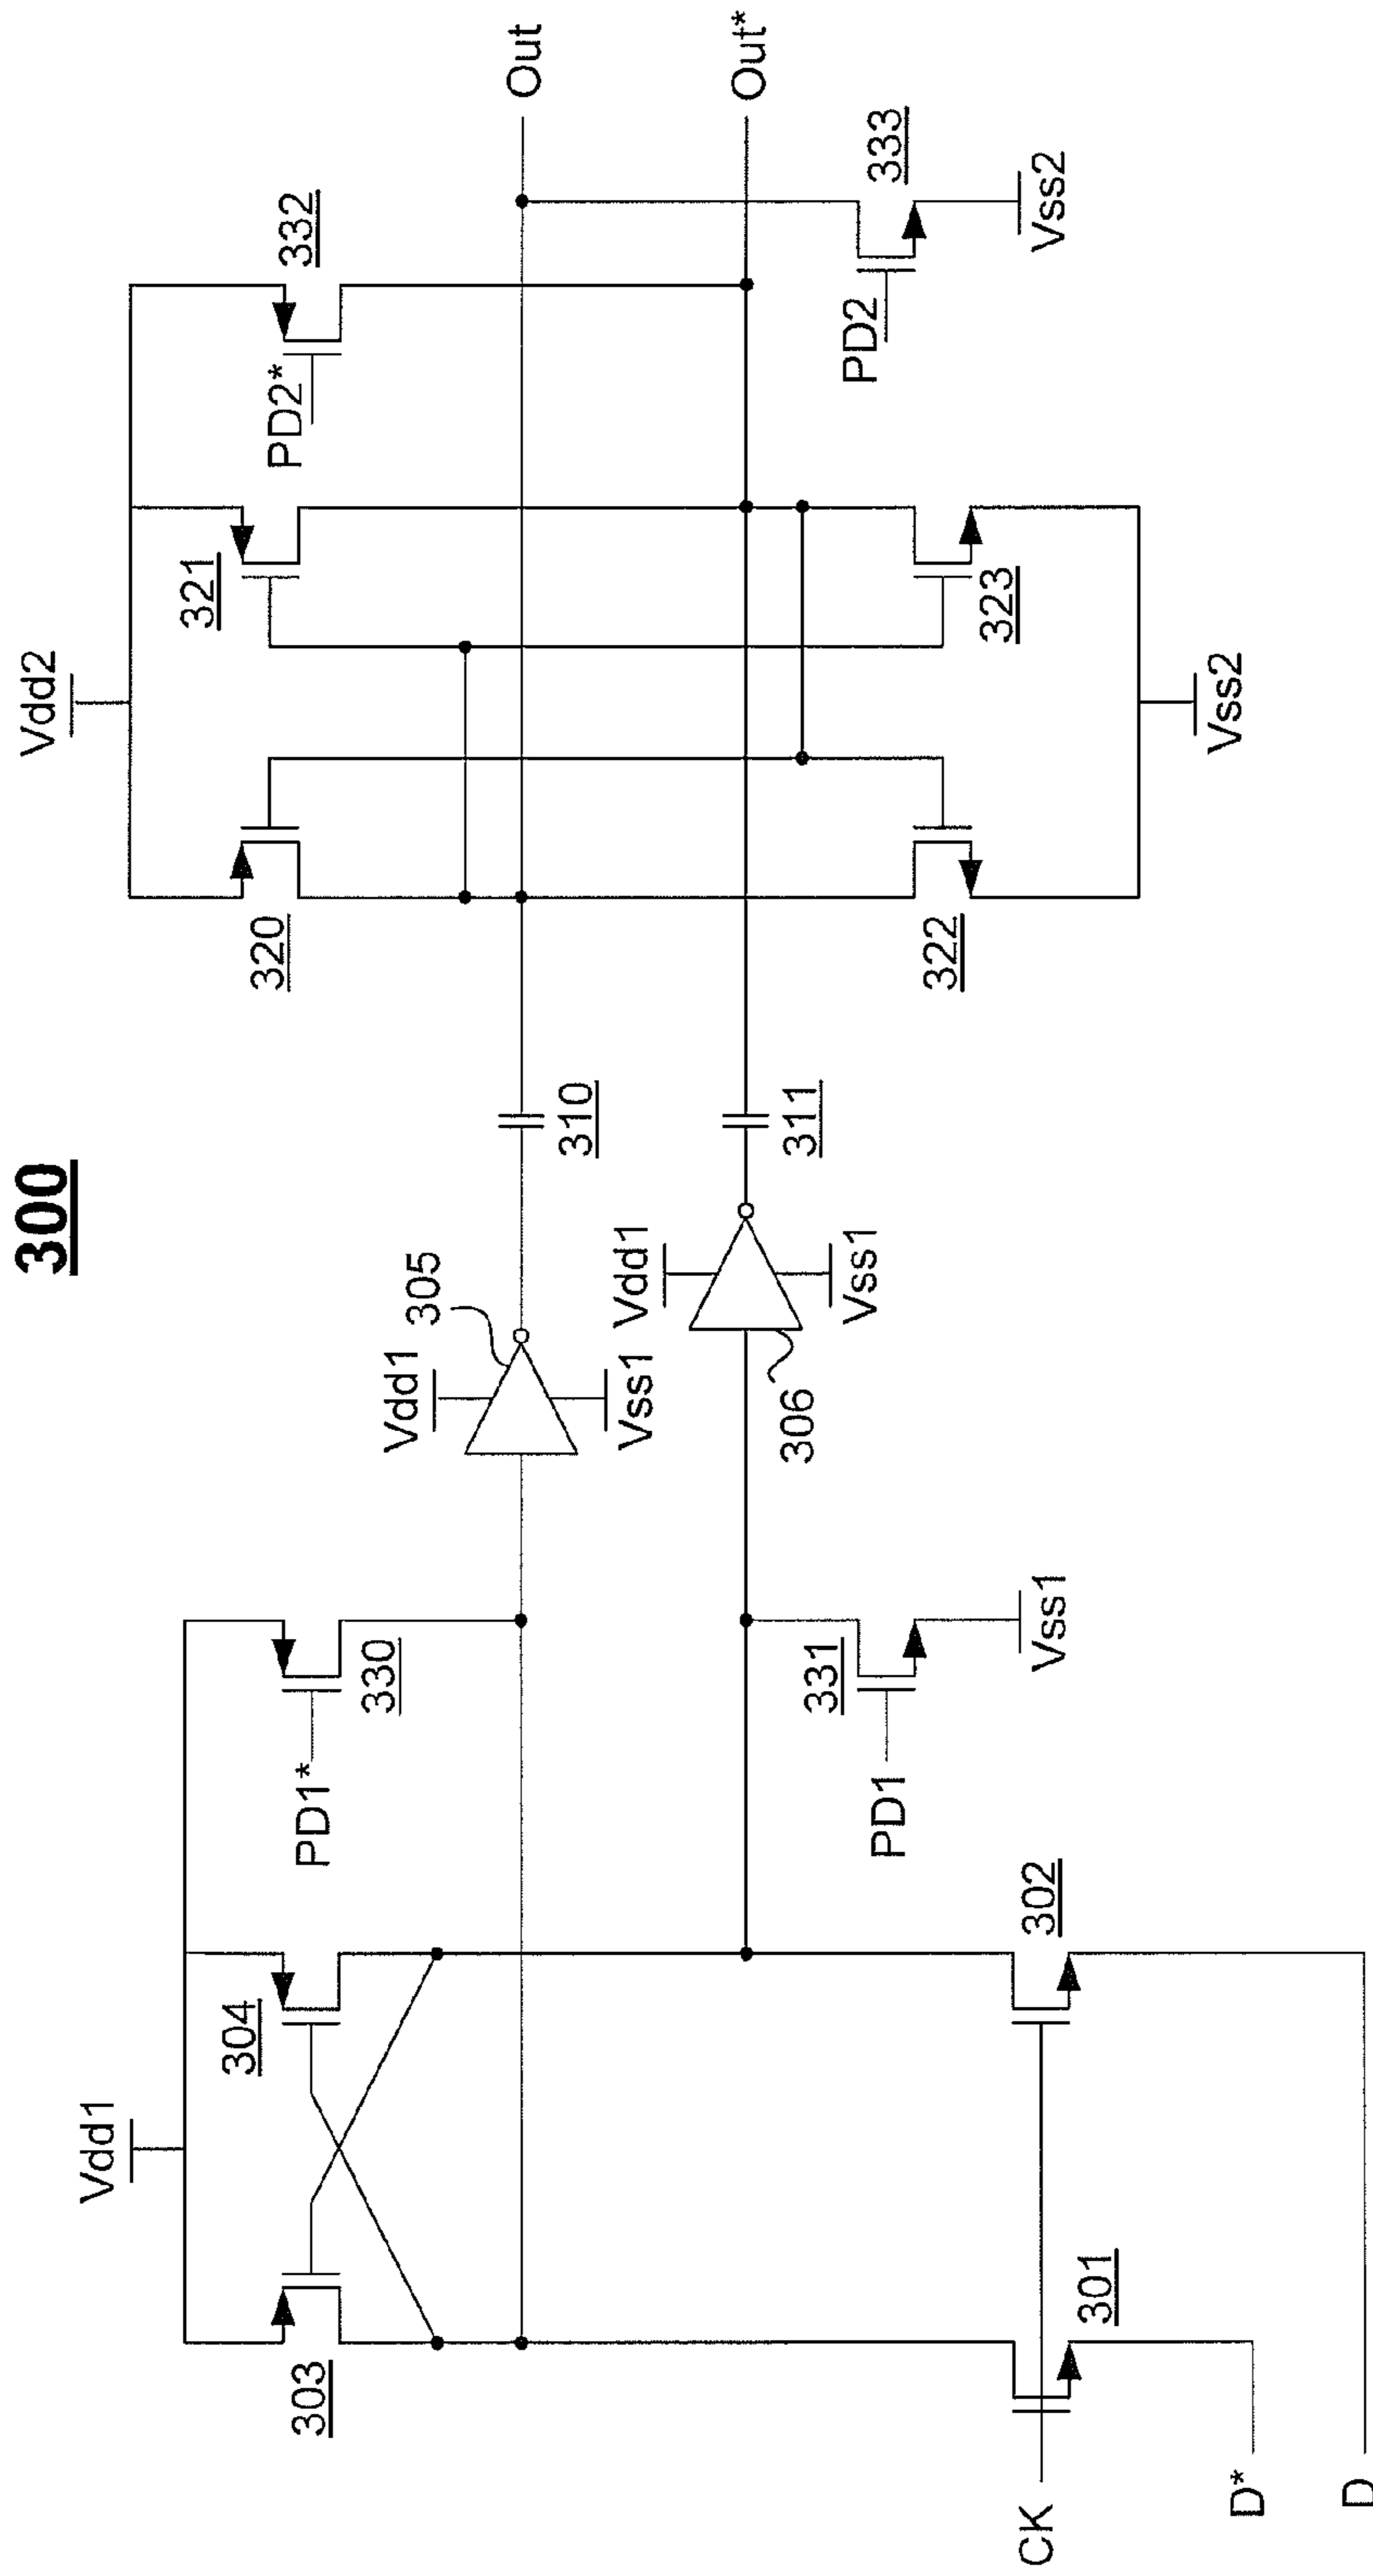 300
Vdd1
303
304
PD1*
330
Vdd1
305
Vss1
Vdd1
306
Vss1
310
311
Vdd2
320
321
PD2*
332
Out
Out*
PD2
333
Vss2
322
323
Vss2
PD1
331
Vss1
CK
301
302
D*
D